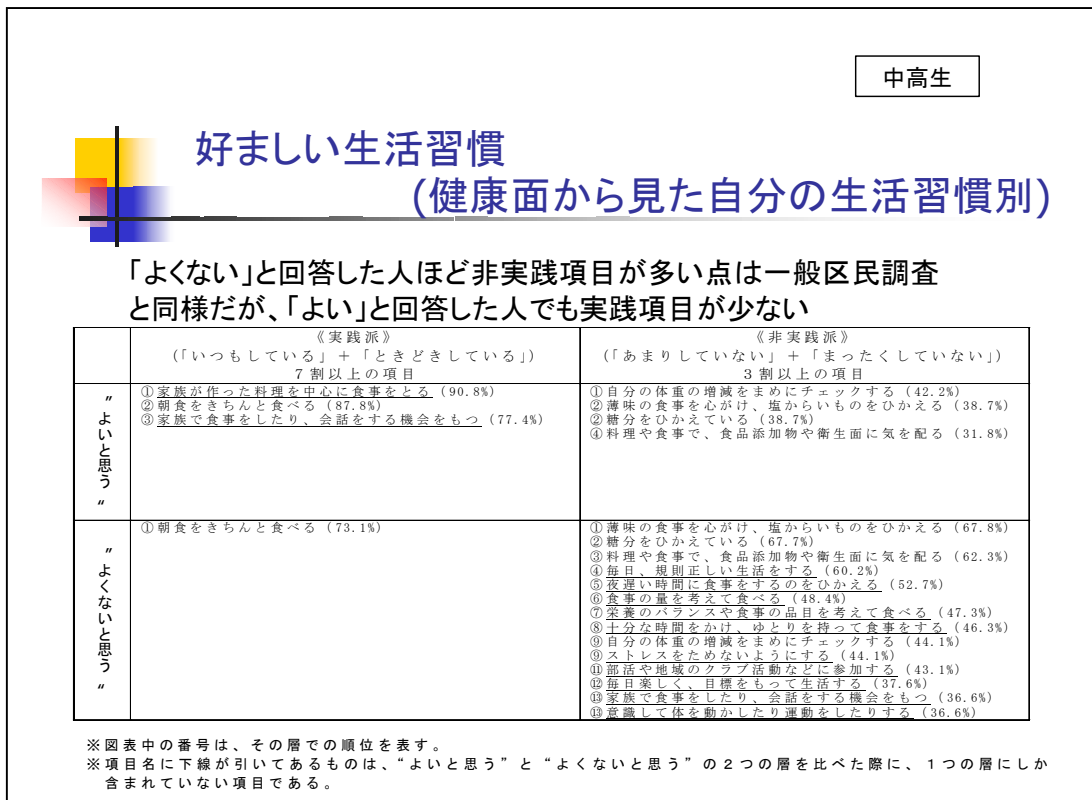 中高生
好ましい生活習慣
(健康面から見た自分の生活習慣別)
「よくない」と回答した人ほど非実践項目が多い点は一般区民調査
と同様だが、「よい」と回答した人でも実践項目が少ない
《実践派》
(「いつもしている」+「ときどきしている」)
7割以上の項目
《非実践派》
(「あまりしていない」+「まったくしていない」)
3割以上の項目
〃よいと思う〃
①家族が作った料理を中心に食事をとる(90.8%)
②朝食をきちんと食べる(87.8%)
③家族で食事をしたり、会話をする機会をもつ(77.4%)
①自分の体重の増減をまめにチェックする(42.2%)
②薄味の食事を心がけ、塩からいものをひかえる(38.7%)
②糖分をひかえている(38.7%)
④料理や食事で、食品添加物や衛生面に気を配る(31.8%)
〃よくないと思う〃
①朝食をきちんと食べる(73.1%)
①薄味の食事を心がけ、塩からいものをひかえる(67.8%)
②糖分をひかえている(67.7%)
③料理や食事で、食品添加物や衛生面に気を配る(62.3%)
④毎日、規則正しい生活をする(60.2%)
⑤夜遅い時間に食事をするのをひかえる(52.7%)
⑥食事の量を考えて食べる(48.4%)
⑦栄養のバランスや食事の品目を考えて食べる(47.3%)
⑧十分な時間をかけ、ゆとりを持って食事をする(46.3%)
⑨自分の体重の増減をまめにチェックする(44.1%)
⑨ストレスをためないようにする(44.1%)
⑪部活や地域のクラブ活動などに参加する(43.1%)
⑫毎日楽しく、目標をもって生活する(37.6%)
⑬家族で食事をしたり、会話をする機会をもつ(36.6%)
⑬意識して体を動かしたり運動をしたりする(36.6%)
※図表中の番号は、その層での順位を表す。
※項目名に下線が引いてあるものは、“よいと思う”と“よくないと思う”の2つの層を比べた際に、1つの層にしか
含まれていない項目である。